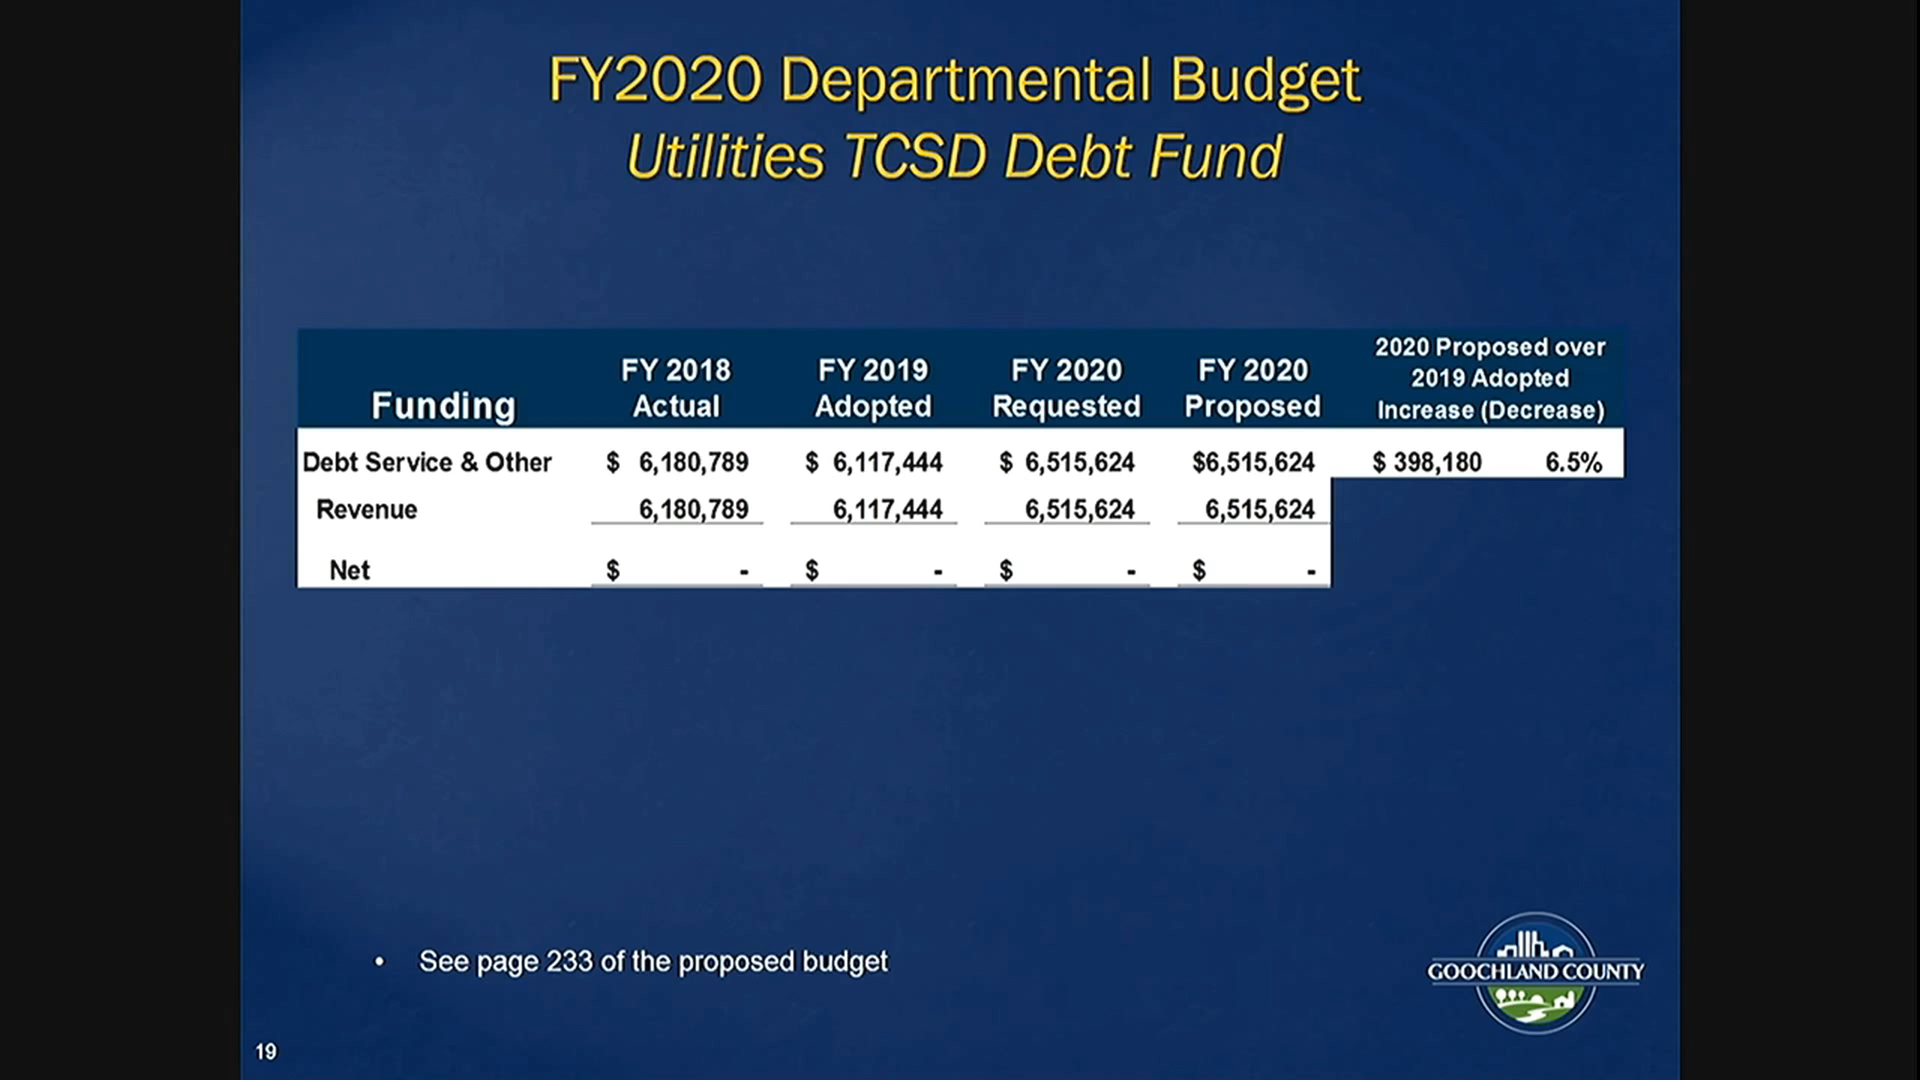 FY2020 Departmental Budget
Utilities TCSD Debt Fund
Funding FY 2018 Actual FY 2019 Adopted FY 2020 Requested FY 2020 Proposed 2020 Proposed over 2019 Adopted Increase (Decrease)
Debt Service & Other $ 6,180,789 $ 6,117,444 $ 6,515,624 $6,515,624 $ 398,180 6.5%
Revenue 6,180,789 6,117,444 6,515,624 6,515,624
Net $ - $ - $ - $ -
• See page 233 of the proposed budget
GOOCHLAND COUNTY
19